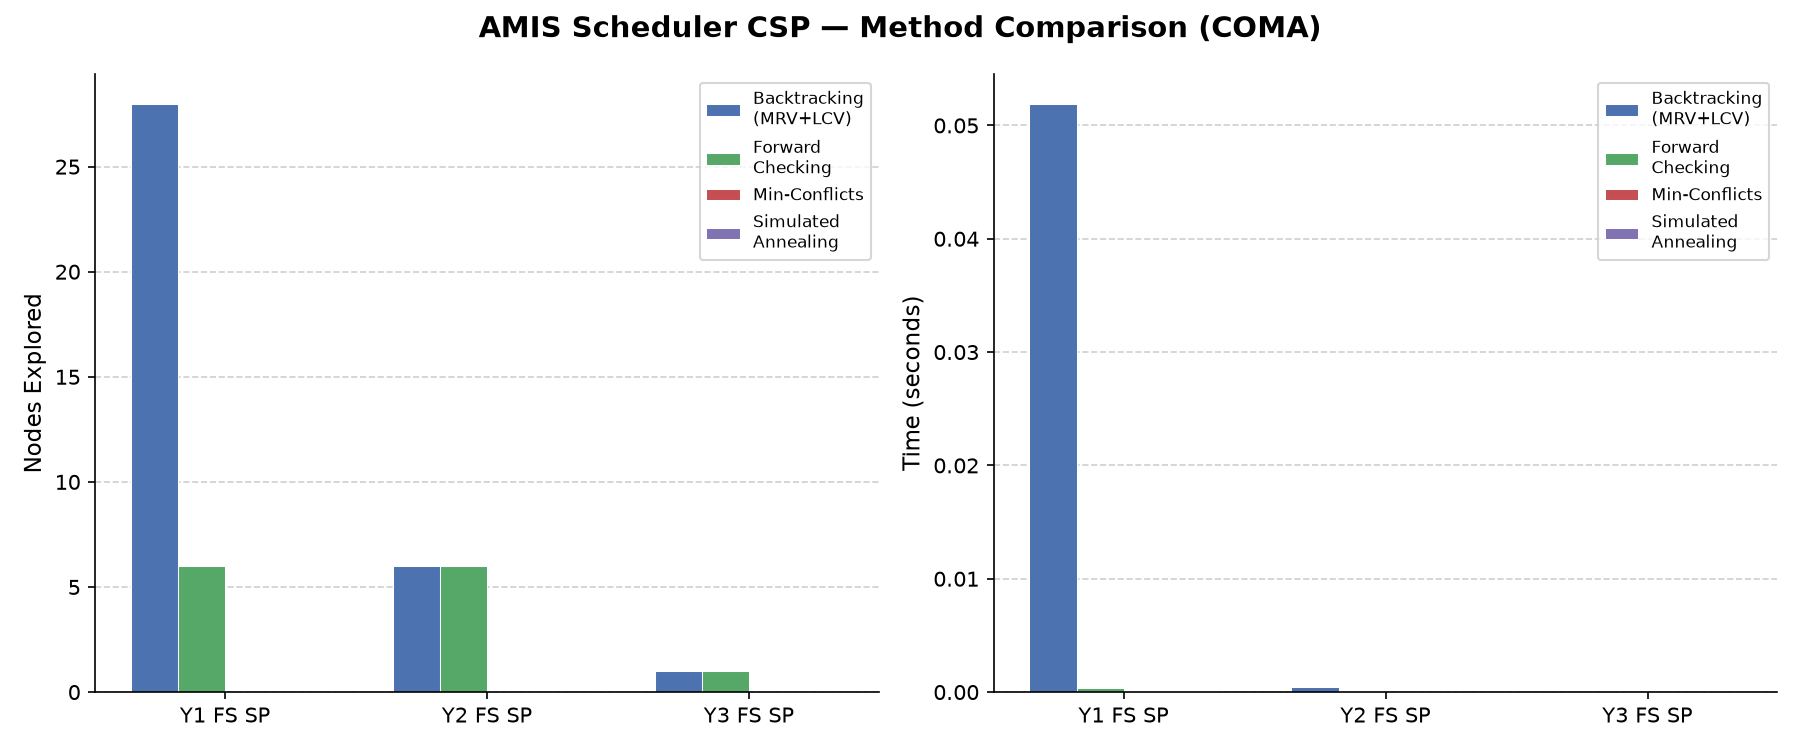 AMIS Scheduler CSP — Method Comparison (COMA)
Nodes Explored
25
20
15
10
5
0
Y1 FS SP
Y2 FS SP
Y3 FS SP
Backtracking
(MRV+LCV)
Forward
Checking
Min-Conflicts
Simulated
Annealing
Time (seconds)
0.05
0.04
0.03
0.02
0.01
0.00
Y1 FS SP
Y2 FS SP
Y3 FS SP
Backtracking
(MRV+LCV)
Forward
Checking
Min-Conflicts
Simulated
Annealing